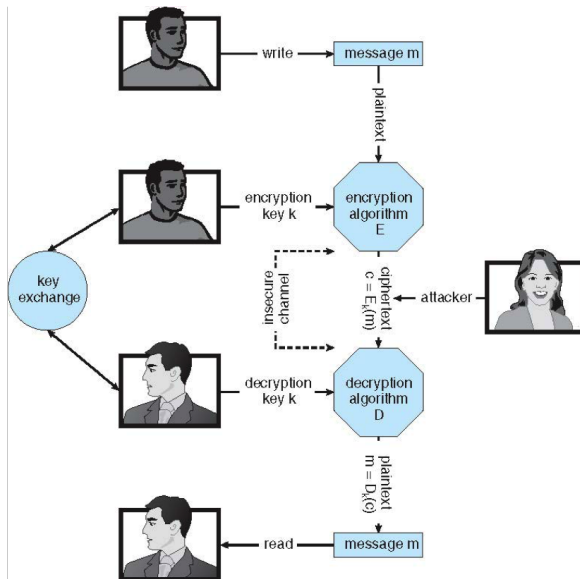 write
message m
plaintext
encryption
key k
encryption
algorithm
E
key
exchange
insecure
channel
ciphertext
c = Eₖ(m)
attacker
decryption
key k
decryption
algorithm
D
plaintext
m = Dₖ(c)
read
message m